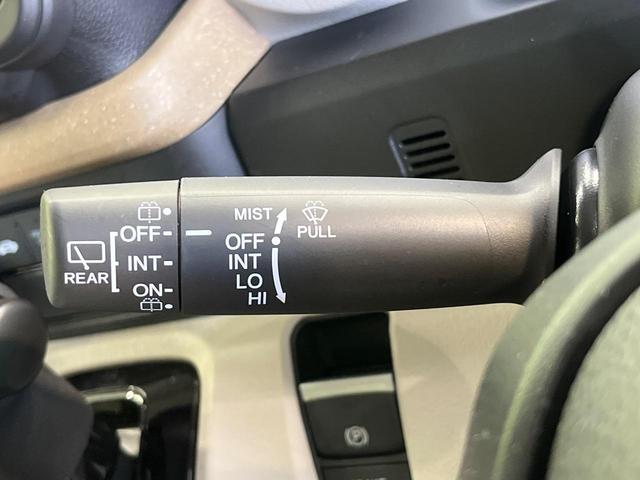 OFF
INT
ON
REAR
MIST
OFF
INT
LO
HI
PULL
P